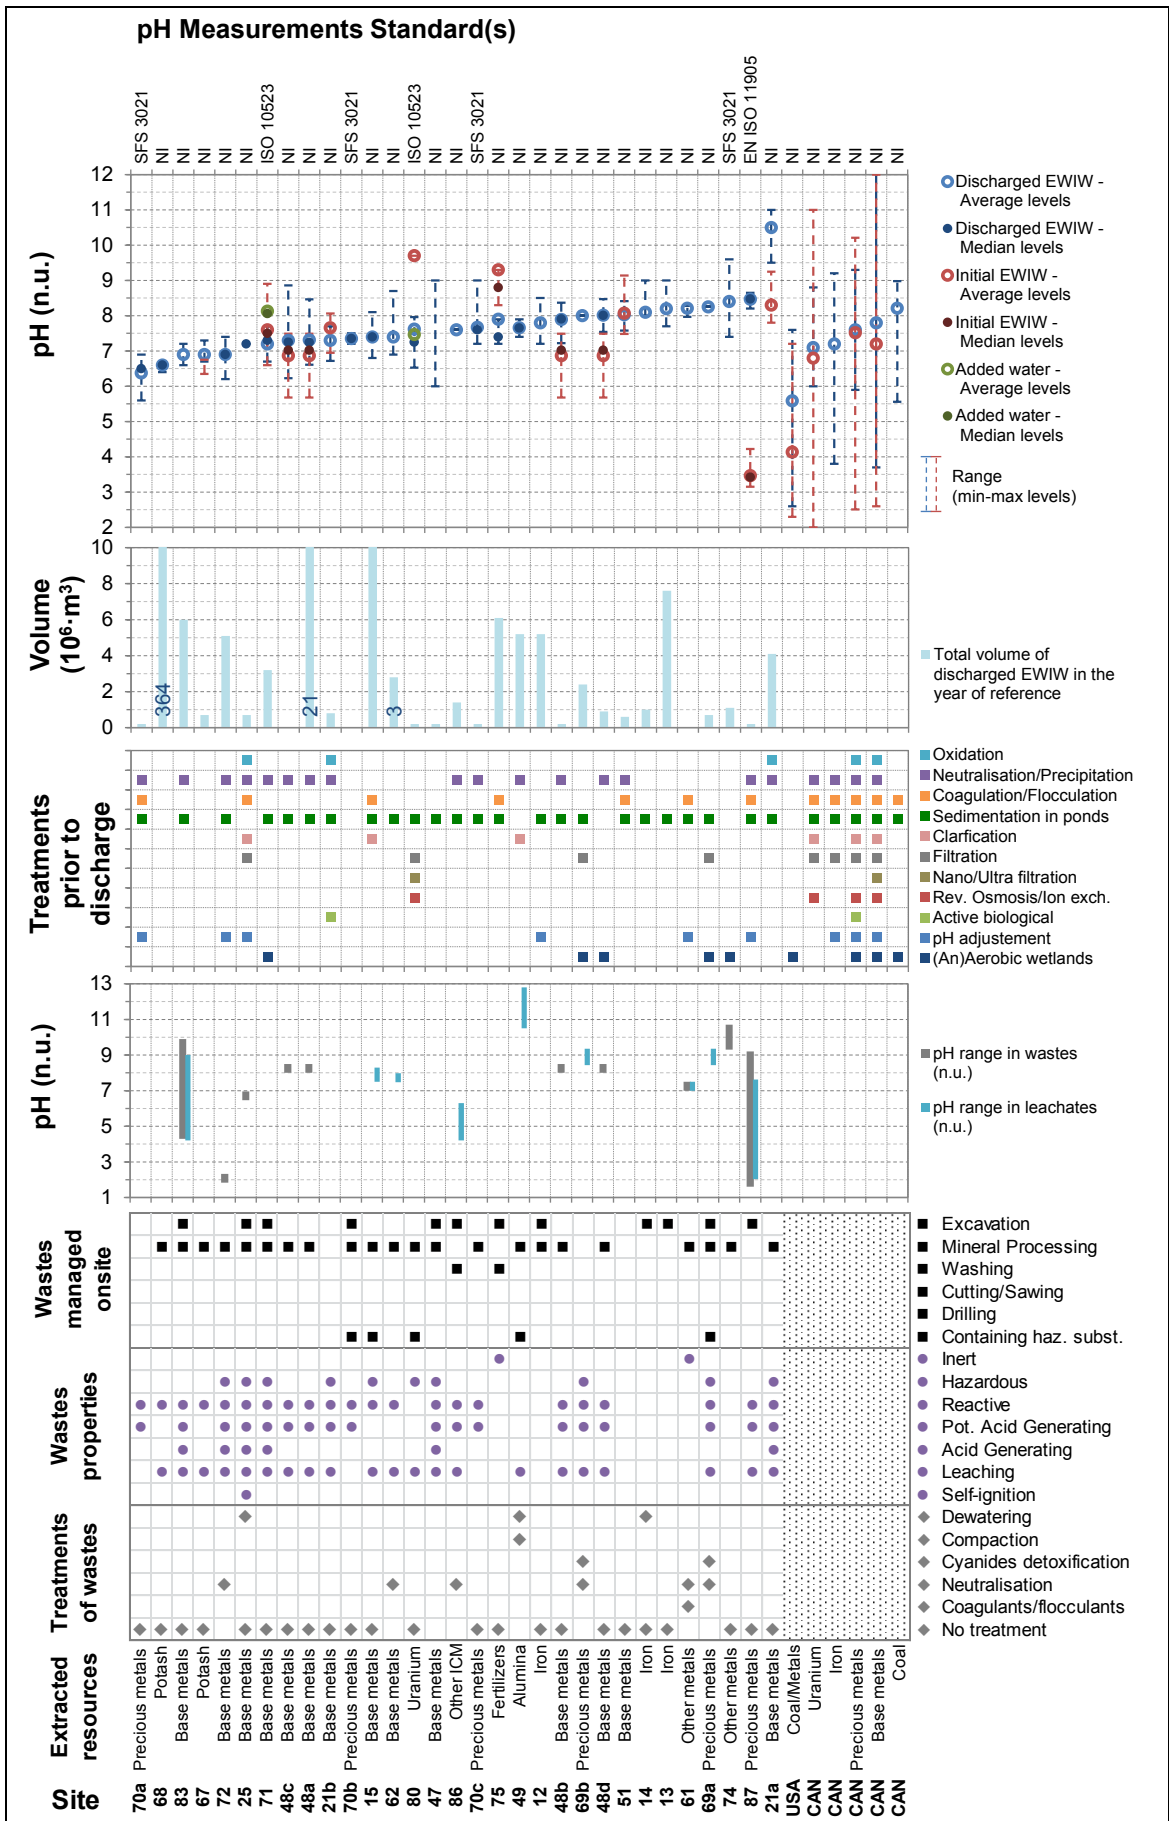 pH Measurements Standard(s)
SFS 3021
NI
NI
NI
NI
NI
ISO 10523
NI
NI
NI
SFS 3021
NI
NI
ISO 10523
NI
NI
SFS 3021
NI
NI
NI
NI
NI
NI
NI
NI
NI
NI
NI
SFS 3021
EN ISO 11905
NI
NI
NI
NI
NI
NI
NI
pH (n.u.)
12
11
10
9
8
7
6
5
4
3
2
Discharged EWIW -
Average levels
Discharged EWIW -
Median levels
Initial EWIW -
Average levels
Initial EWIW -
Median levels
Added water -
Average levels
Added water -
Median levels
Range
(min-max levels)
Volume
(10⁶·m³)
10
8
6
4
2
0
364
21
3
Total volume of
discharged EWIW in the
year of reference
Treatments
prior to
discharge
Oxidation
Neutralisation/Precipitation
Coagulation/Flocculation
Sedimentation in ponds
Clarfication
Filtration
Nano/Ultra filtration
Rev. Osmosis/Ion exch.
Active biological
pH adjustement
(An)Aerobic wetlands
pH (n.u.)
13
11
9
7
5
3
1
pH range in wastes
(n.u.)
pH range in leachates
(n.u.)
Wastes
managed
onsite
Excavation
Mineral Processing
Washing
Cutting/Sawing
Drilling
Containing haz. subst.
Wastes
properties
Inert
Hazardous
Reactive
Pot. Acid Generating
Acid Generating
Leaching
Self-ignition
Treatments
of wastes
Dewatering
Compaction
Cyanides detoxification
Neutralisation
Coagulants/flocculants
No treatment
Extracted
resources
Precious metals
Potash
Base metals
Potash
Base metals
Base metals
Base metals
Base metals
Base metals
Base metals
Precious metals
Base metals
Base metals
Uranium
Base metals
Other ICM
Precious metals
Fertilizers
Alumina
Iron
Base metals
Precious metals
Base metals
Base metals
Iron
Iron
Other metals
Precious metals
Other metals
Precious metals
Base metals
Coal/Metals
Uranium
Iron
Precious metals
Base metals
Coal
Site
70a
68
83
67
72
25
71
48c
48a
21b
70b
15
62
80
47
86
70c
75
49
12
48b
69b
48d
51
14
13
61
69a
74
87
21a
USA
CAN
CAN
CAN
CAN
CAN